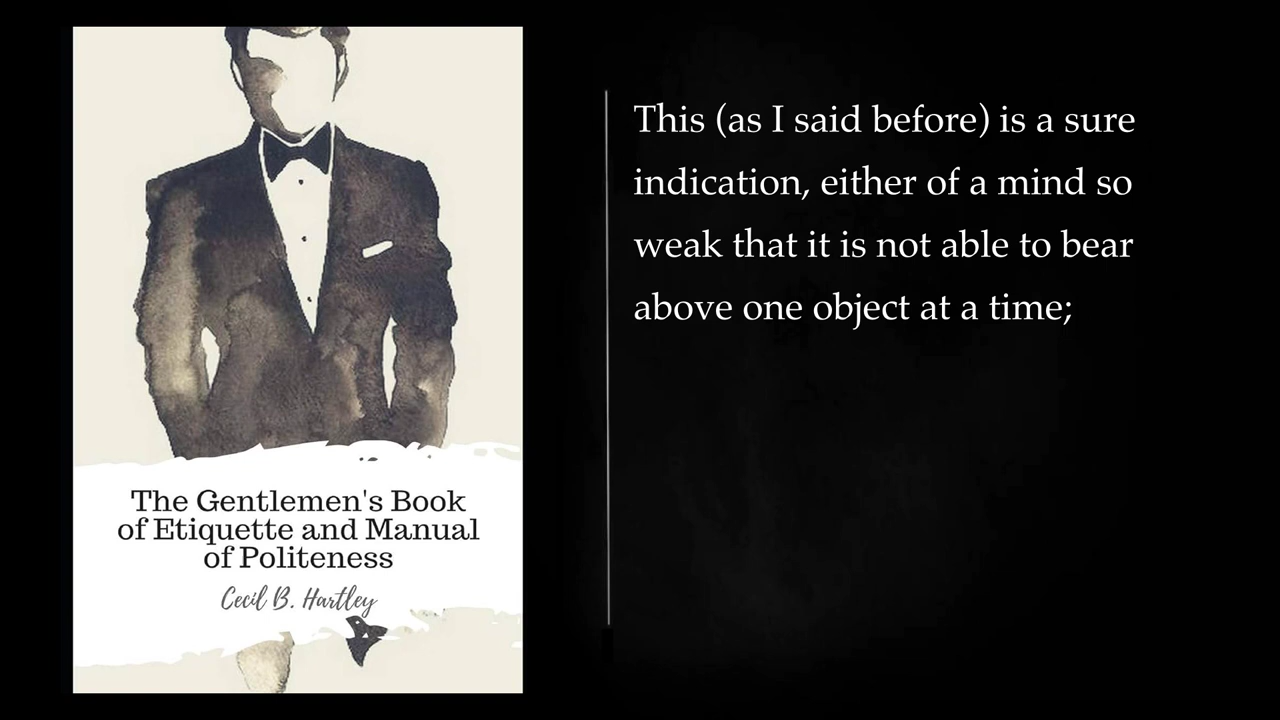 The Gentlemen's Book
of Etiquette and Manual
of Politeness
Cecil B. Hartley
This (as I said before) is a sure
indication, either of a mind so
weak that it is not able to bear
above one object at a time;